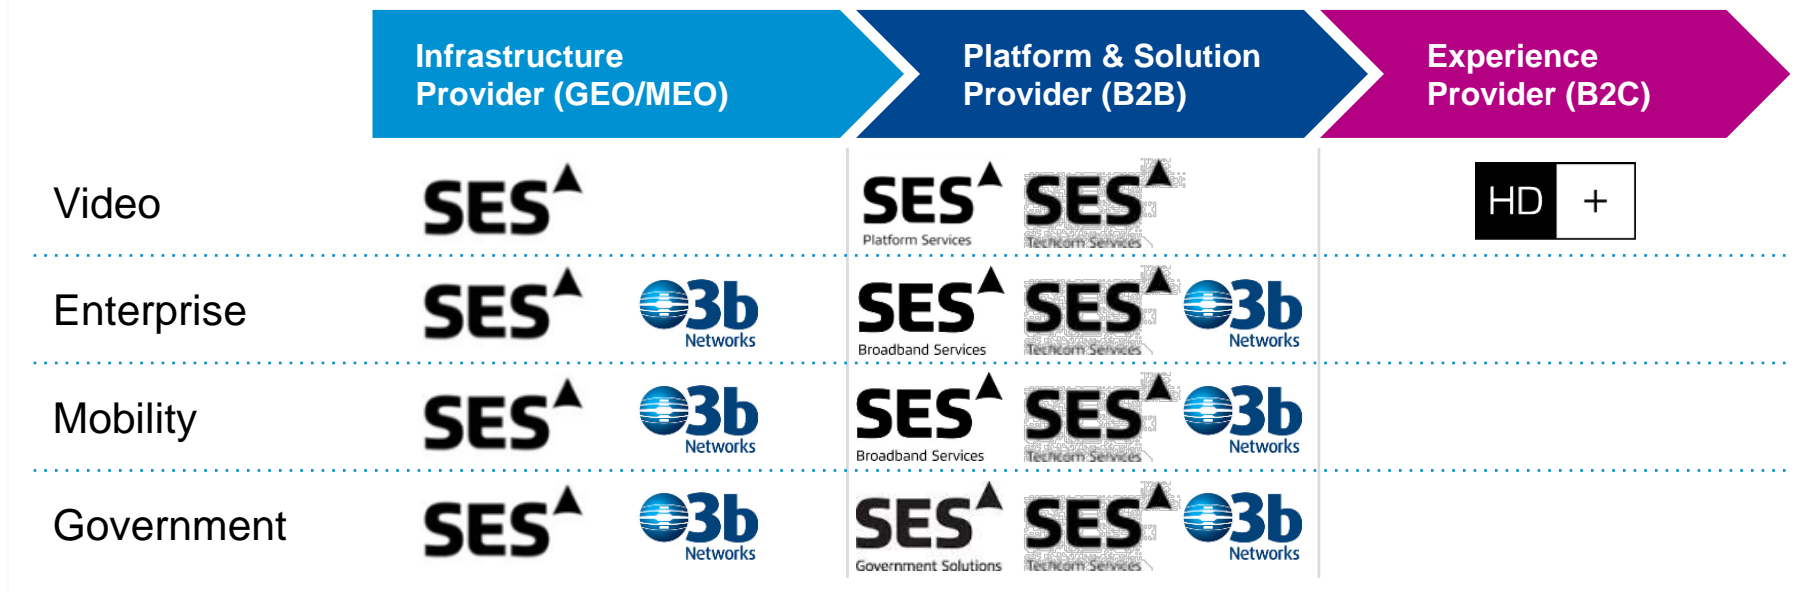 Infrastructure
Provider (GEO/MEO)
Platform & Solution
Provider (B2B)
Experience
Provider (B2C)
Video
SES
SES
Platform Services
SES
Techcom Services
HD +
Enterprise
SES
O3b
Networks
SES
Broadband Services
SES
Techcom Services
O3b
Networks
Mobility
SES
O3b
Networks
SES
Broadband Services
SES
Techcom Services
O3b
Networks
Government
SES
O3b
Networks
SES
Government Solutions
SES
Techcom Services
O3b
Networks